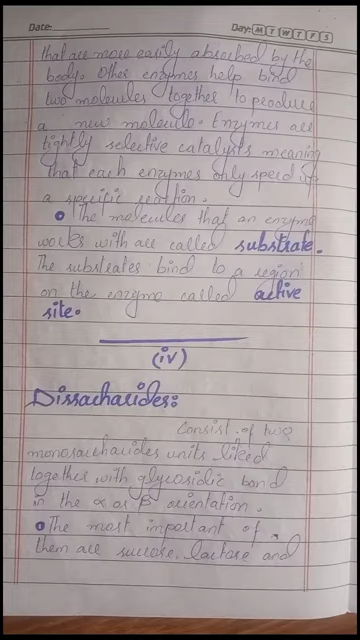 Date:
Day: M T W T F S
that are more easily absorbed by the
body. Other enzymes help bind
two molecules together to produce
a new molecule. Enzymes are
tightly selective catalysts meaning
that each enzymes only speed up
a specific reaction.
• The molecules that an enzyme
works with are called substrate.
The substrates bind to a region
on the enzyme called active
site.
(iv)
Dissacharides:
Consist of two
monosaccharides units liked
together with glycosidic bond
in the α or β orientation.
• The most important of
them are sucrose, lactose and